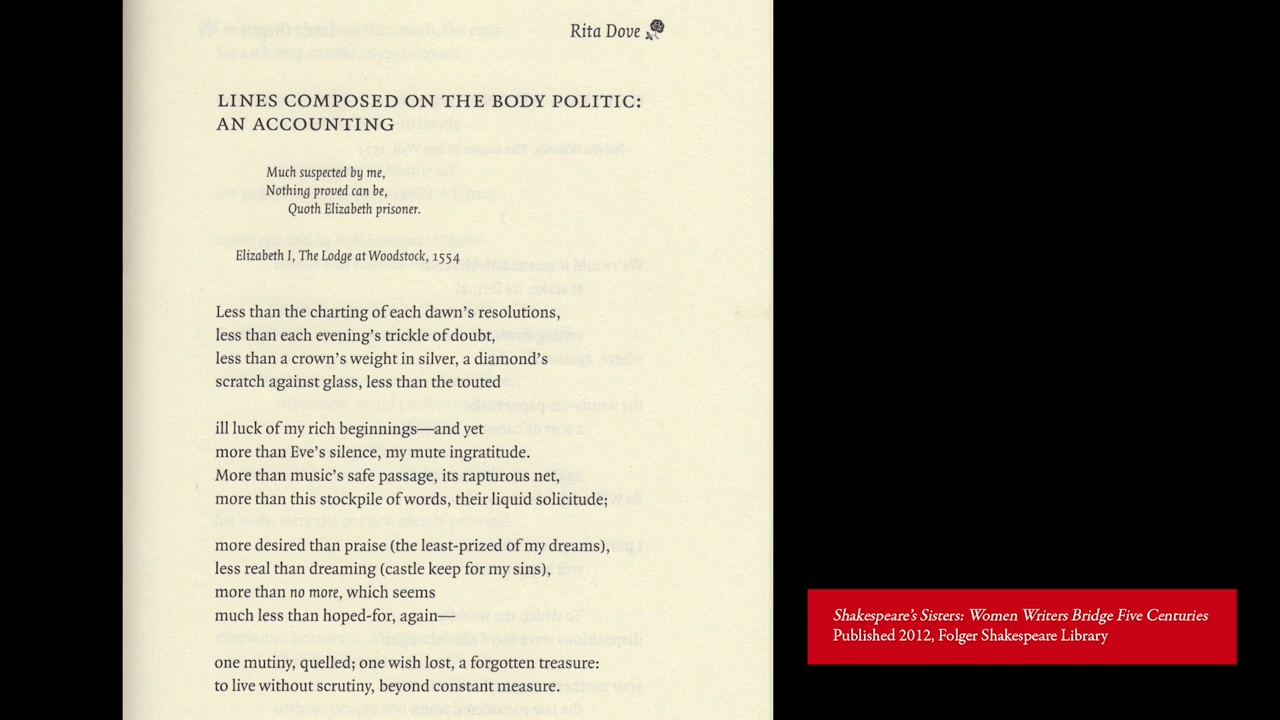 Rita Dove
LINES COMPOSED ON THE BODY POLITIC:
AN ACCOUNTING
Much suspected by me,
Nothing proved can be,
Quoth Elizabeth prisoner.
Elizabeth I, The Lodge at Woodstock, 1554
Less than the charting of each dawn’s resolutions,
less than each evening’s trickle of doubt,
less than a crown’s weight in silver, a diamond’s
scratch against glass, less than the touted
ill luck of my rich beginnings—and yet
more than Eve’s silence, my mute ingratitude.
More than music’s safe passage, its rapturous net,
more than this stockpile of words, their liquid solicitude;
more desired than praise (the least-prized of my dreams),
less real than dreaming (castle keep for my sins),
more than no more, which seems
much less than hoped-for, again—
one mutiny, quelled; one wish lost, a forgotten treasure:
to live without scrutiny, beyond constant measure.
Shakespeare’s Sisters: Women Writers Bridge Five Centuries
Published 2012, Folger Shakespeare Library